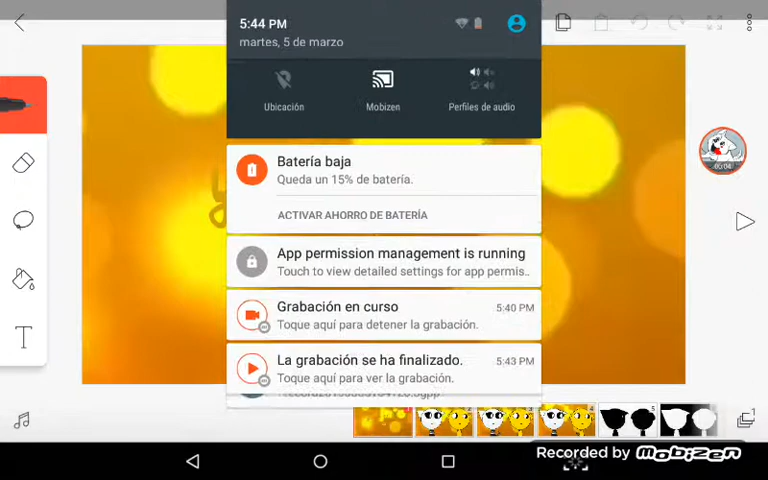 5:44 PM
martes, 5 de marzo
Ubicación
Mobizen
Perfiles de audio
Batería baja
Queda un 15% de batería.
ACTIVAR AHORRO DE BATERÍA
00:04
App permission management is running
Touch to view detailed settings for app permis..
Grabación en curso
5:40 PM
Toque aquí para detener la grabación.
La grabación se ha finalizado.
5:43 PM
Toque aquí para ver la grabación.
T
Recorded by mobizen